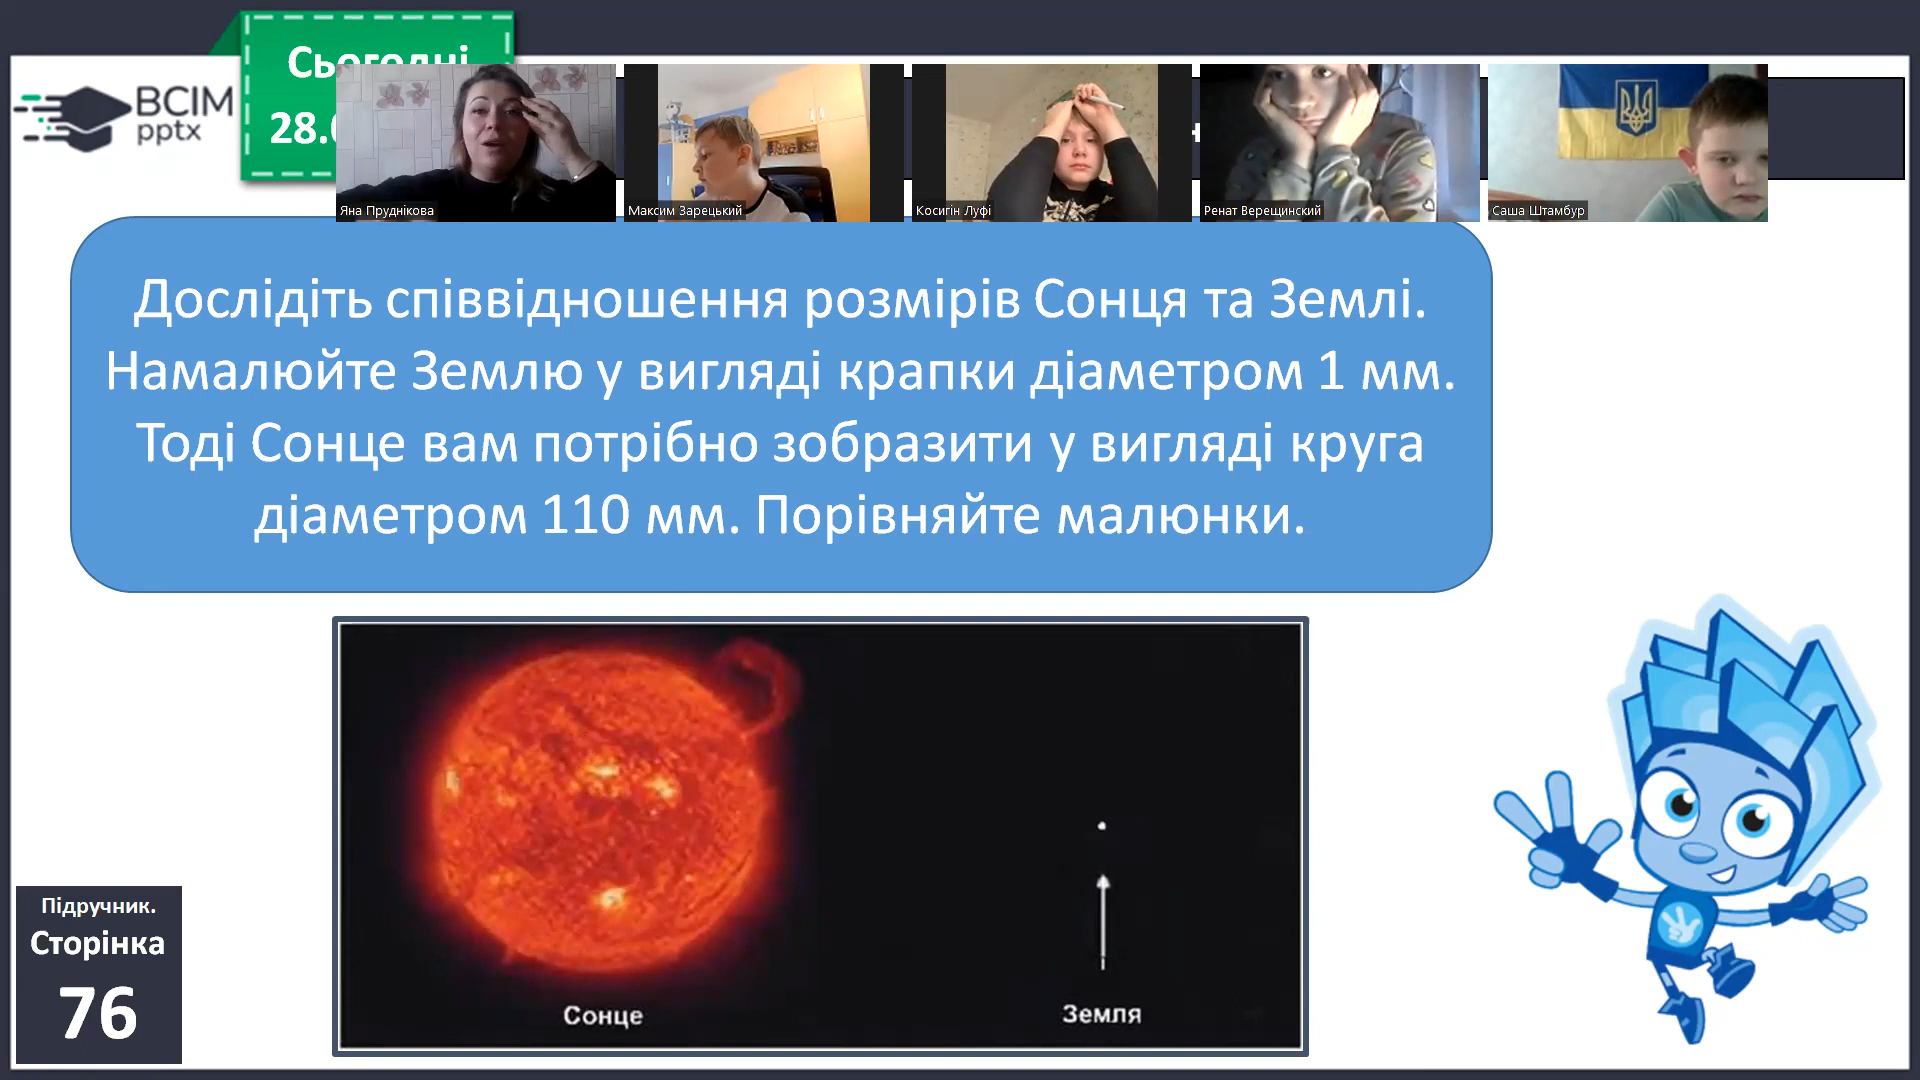 Сьогодні
28.0
ВСІМ
pptx
Яна Пруднікова
Максим Зарецький
Косигін Луфі
Ренат Верещинский
Саша Штамбур
Дослідіть співвідношення розмірів Сонця та Землі.
Намалюйте Землю у вигляді крапки діаметром 1 мм.
Тоді Сонце вам потрібно зобразити у вигляді круга
діаметром 110 мм. Порівняйте малюнки.
Сонце
Земля
Підручник.
Сторінка
76